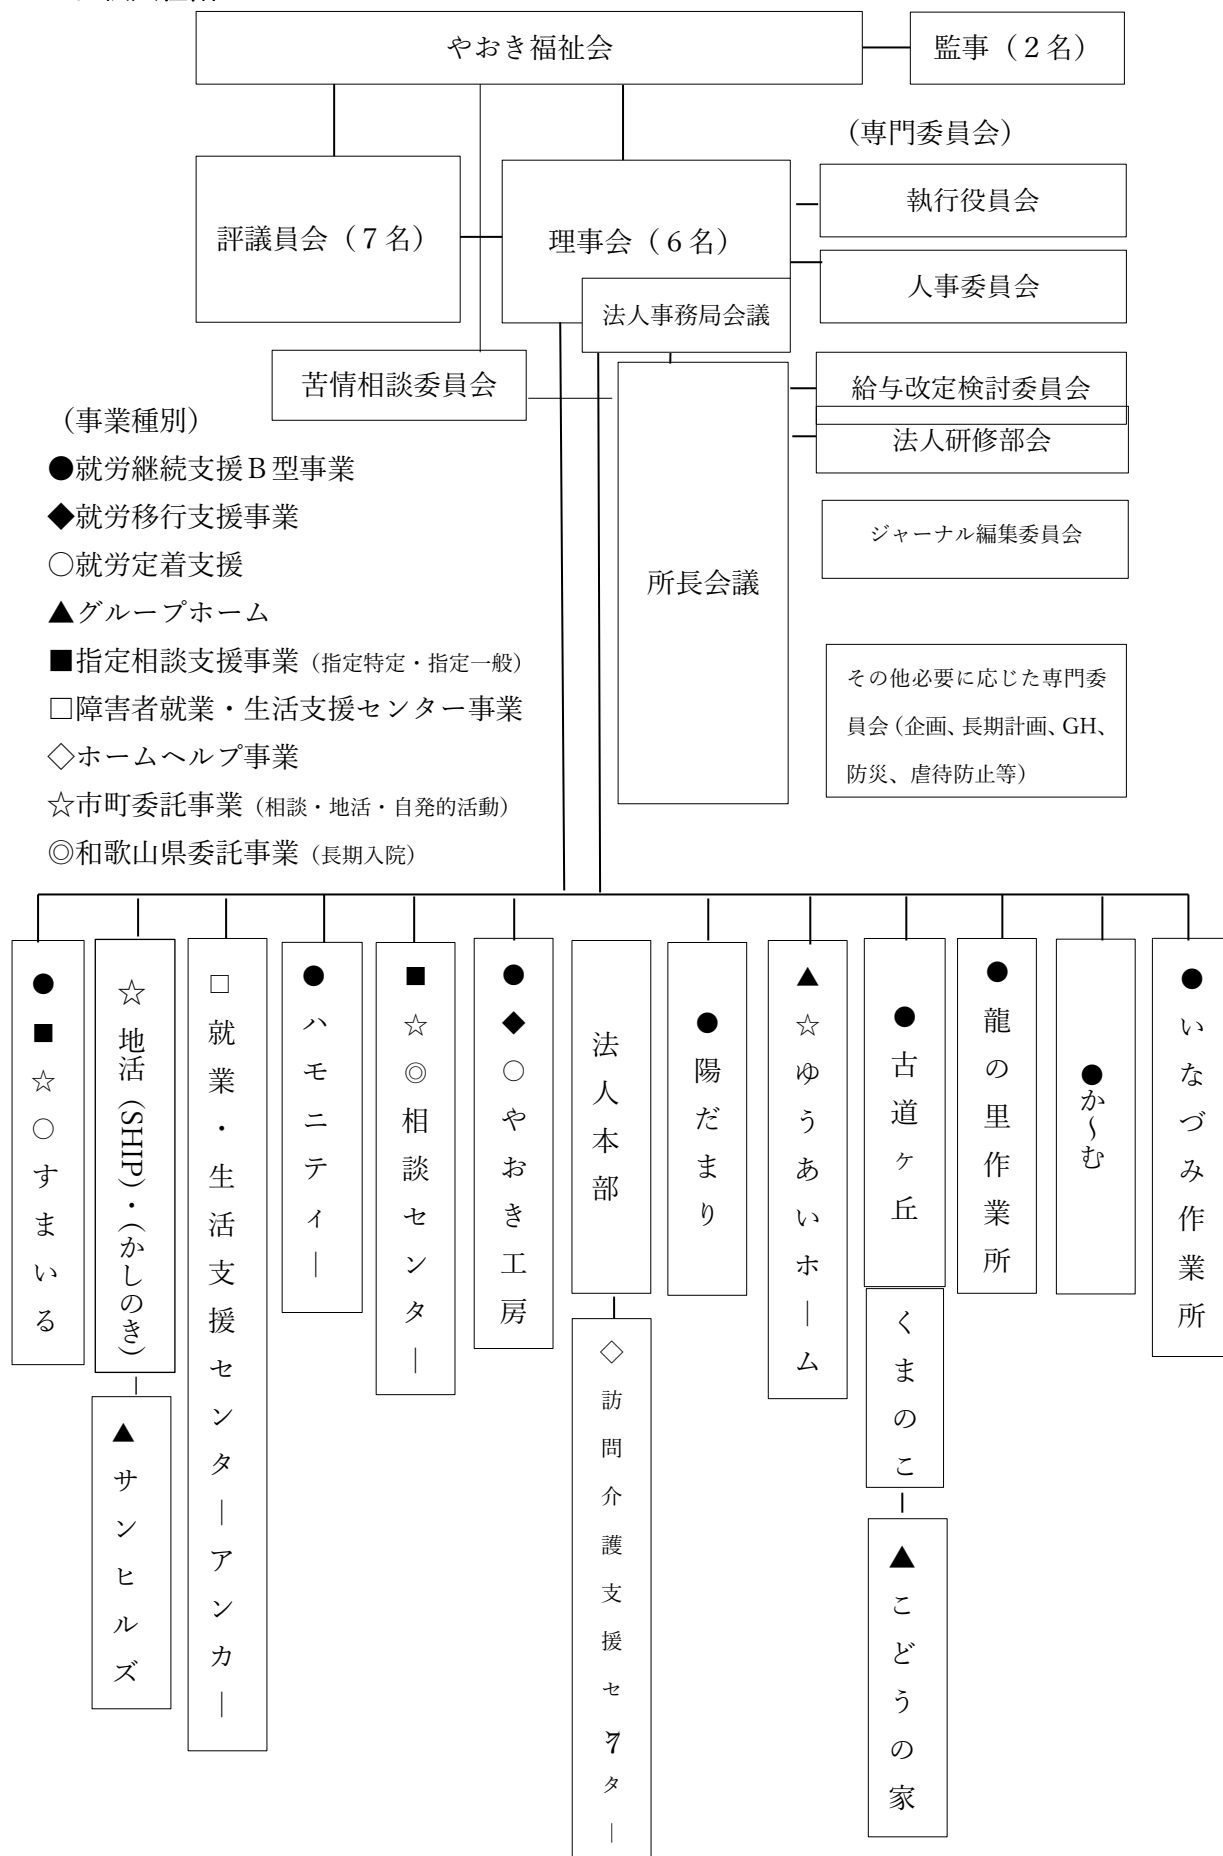 やおき福祉会
監事（２名）
（専門委員会）
評議員会（７名）
理事会（６名）
執行役員会
人事委員会
法人事務局会議
苦情相談委員会
給与改定検討委員会
法人研修部会
ジャーナル編集委員会
所長会議
その他必要に応じた専門委
員会（企画、長期計画、GH、
防災、虐待防止等）
（事業種別）
●就労継続支援Ｂ型事業
◆就労移行支援事業
○就労定着支援
▲グループホーム
■指定相談支援事業（指定特定・指定一般）
□障害者就業・生活支援センター事業
◇ホームヘルプ事業
☆市町委託事業（相談・地活・自発的活動）
◎和歌山県委託事業（長期入院）
●■☆○すまいる
☆地活（SHIP）・（かしのき）
▲サンヒルズ
□就業・生活支援センターアンカー
●ハモニティー
■☆◎相談センター
●◆○やおき工房
法人本部
◇訪問介護支援センター
●陽だまり
▲☆ゆうあいホーム
●古道ヶ丘
くまのこ
▲こどうの家
●龍の里作業所
●か～む
●いなづみ作業所
7